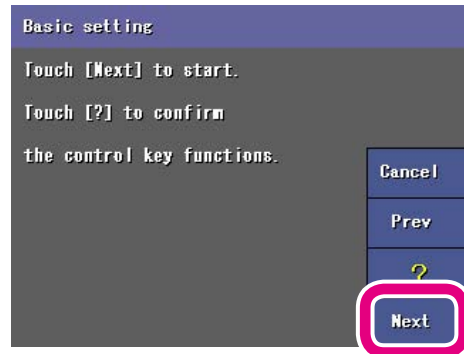 Basic setting
Touch [Next] to start.
Touch [?] to confirm
the control key functions.
Cancel
Prev
?
Next